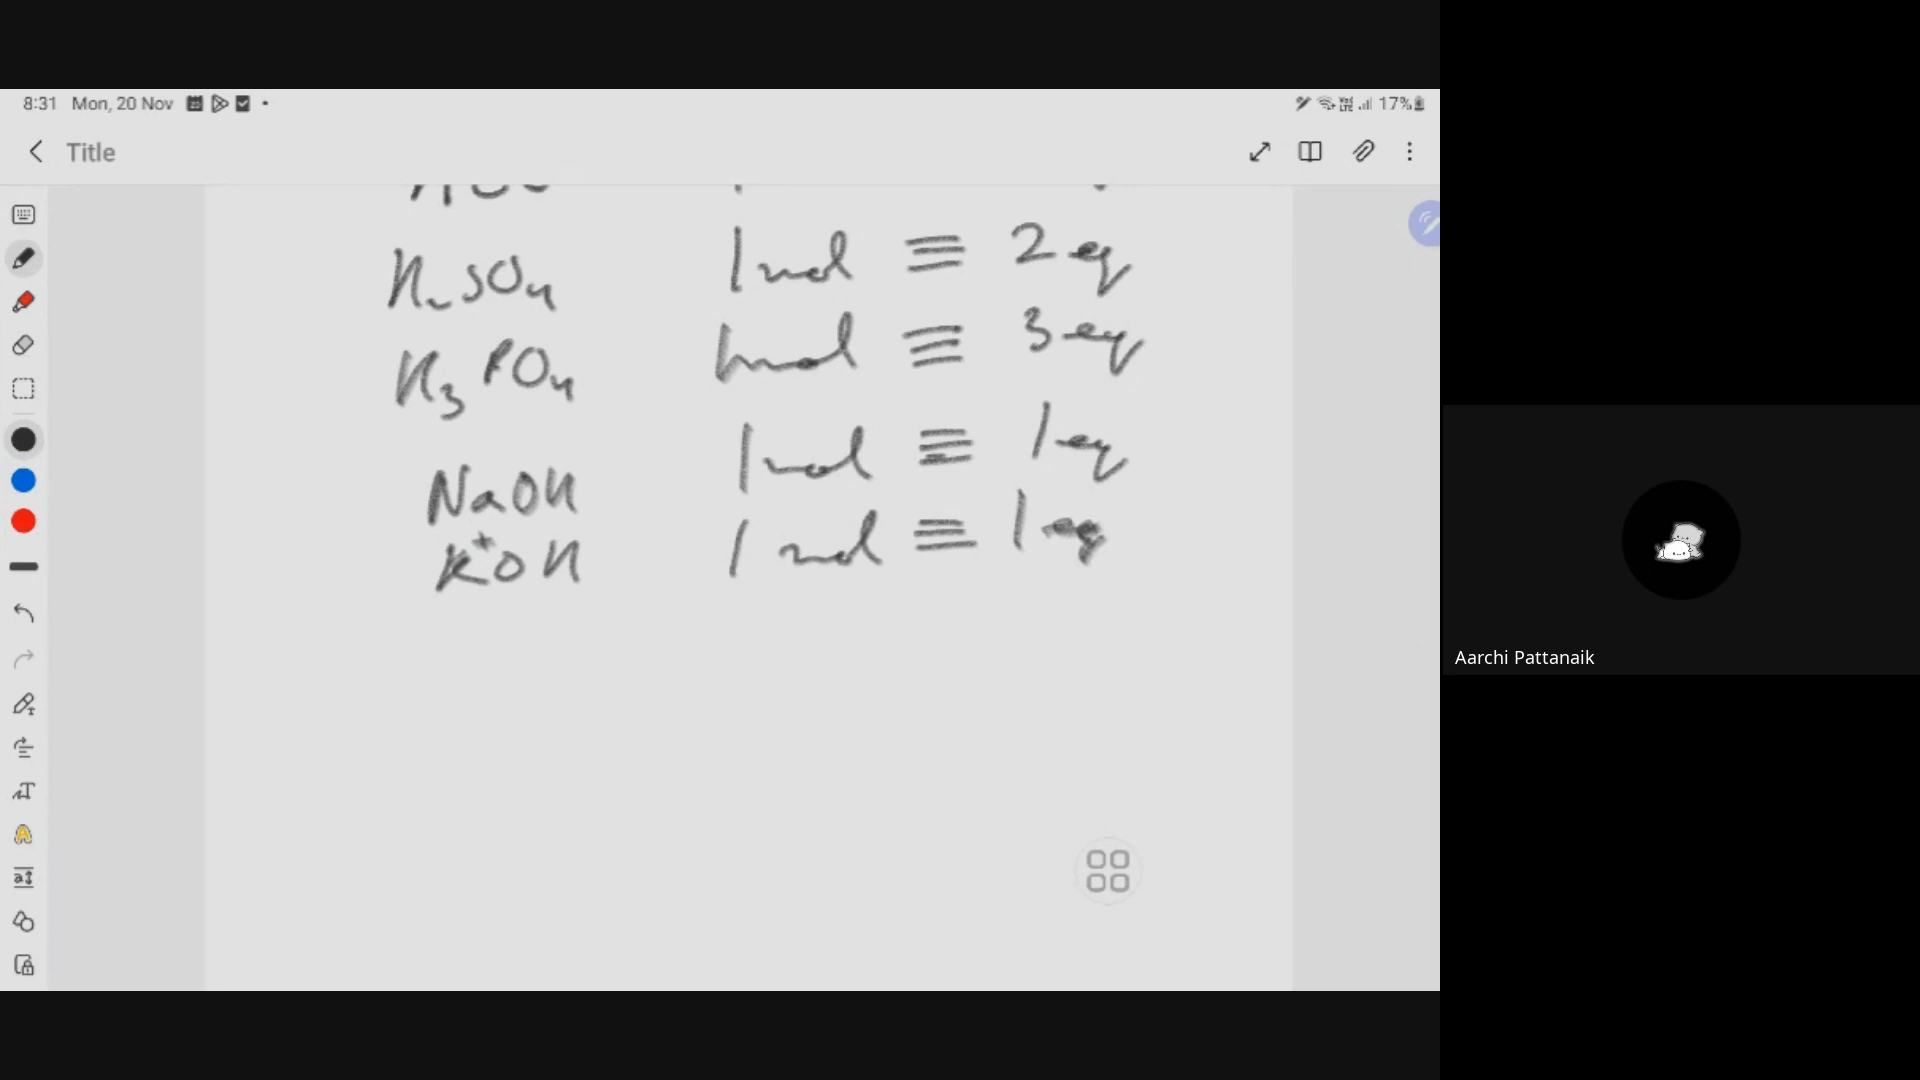 8:31 Mon, 20 Nov
17%
Title
H₂SO₄ 1 mol ≡ 2 eq
H₃PO₄ 1 mol ≡ 3 eq
NaOH 1 mol ≡ 1 eq
K⁺OH 1 mol ≡ 1 eq
Aarchi Pattanaik